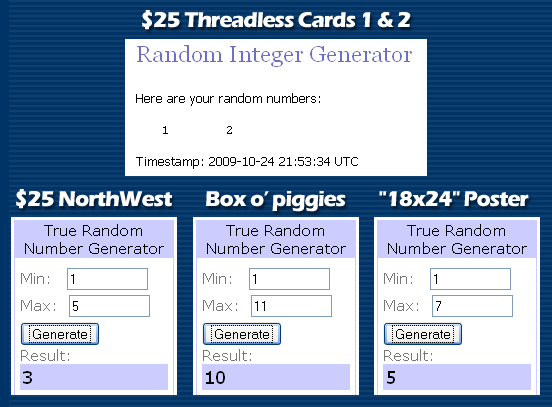 $25 Threadless Cards 1 & 2
Random Integer Generator
Here are your random numbers:
1 2
Timestamp: 2009-10-24 21:53:34 UTC
$25 NorthWest
True Random
Number Generator
Min: 1
Max: 5
Generate
Result:
3
Box o' piggies
True Random
Number Generator
Min: 1
Max: 11
Generate
Result:
10
"18x24" Poster
True Random
Number Generator
Min: 1
Max: 7
Generate
Result:
5